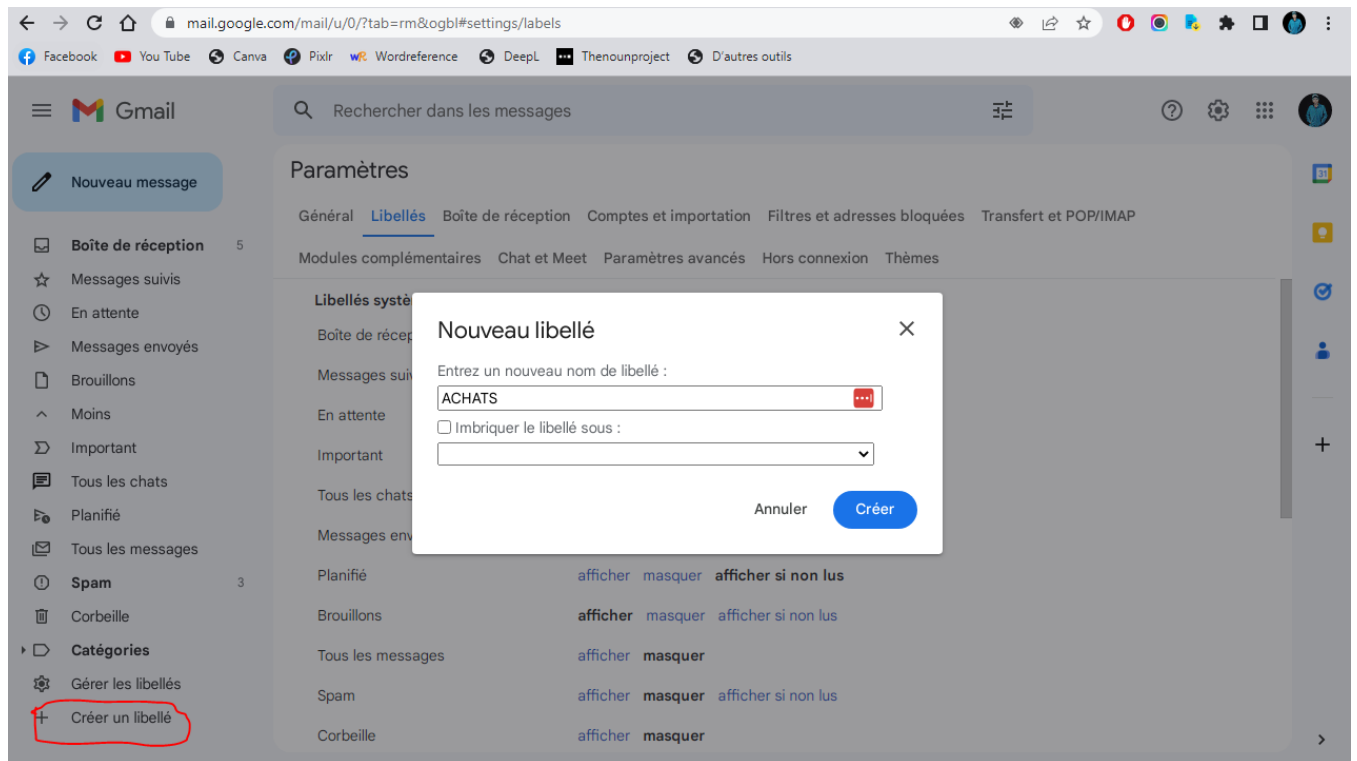 mail.google.com/mail/u/0/?tab=rm&ogbl#settings/labels
Facebook You Tube Canva Pixlr WR Wordreference DeepL Thenounproject D'autres outils
Gmail
Rechercher dans les messages
Nouveau message
Boîte de réception 5
Messages suivis
En attente
Messages envoyés
Brouillons
Moins
Important
Tous les chats
Planifié
Tous les messages
Spam 3
Corbeille
Catégories
Gérer les libellés
Créer un libellé
Paramètres
Général Libellés Boîte de réception Comptes et importation Filtres et adresses bloquées Transfert et POP/IMAP
Modules complémentaires Chat et Meet Paramètres avancés Hors connexion Thèmes
Libellés systè
Boîte de récep
Messages suiv
En attente
Important
Tous les chats
Messages env
Planifié afficher masquer afficher si non lus
Brouillons afficher masquer afficher si non lus
Tous les messages afficher masquer
Spam afficher masquer afficher si non lus
Corbeille afficher masquer
Nouveau libellé
Entrez un nouveau nom de libellé :
ACHATS
Imbriquer le libellé sous :
Annuler Créer
31